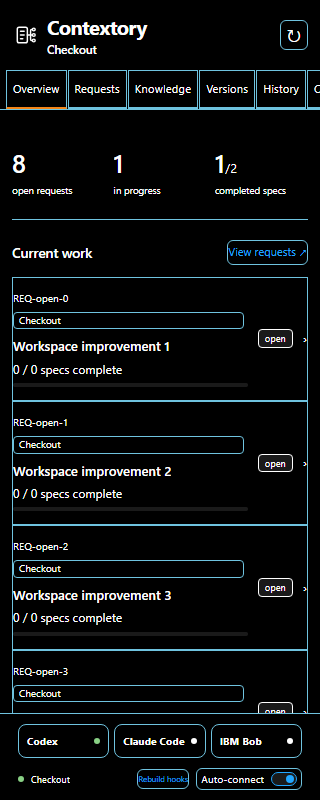 Contextory
Checkout
Overview Requests Knowledge Versions History
8 1 1/2
open requests in progress completed specs
Current work View requests ↗
REQ-open-0
Checkout
Workspace improvement 1
0 / 0 specs complete
open
REQ-open-1
Checkout
Workspace improvement 2
0 / 0 specs complete
open
REQ-open-2
Checkout
Workspace improvement 3
0 / 0 specs complete
open
REQ-open-3
Checkout
open
Codex Claude Code IBM Bob
Checkout Rebuild hooks Auto-connect